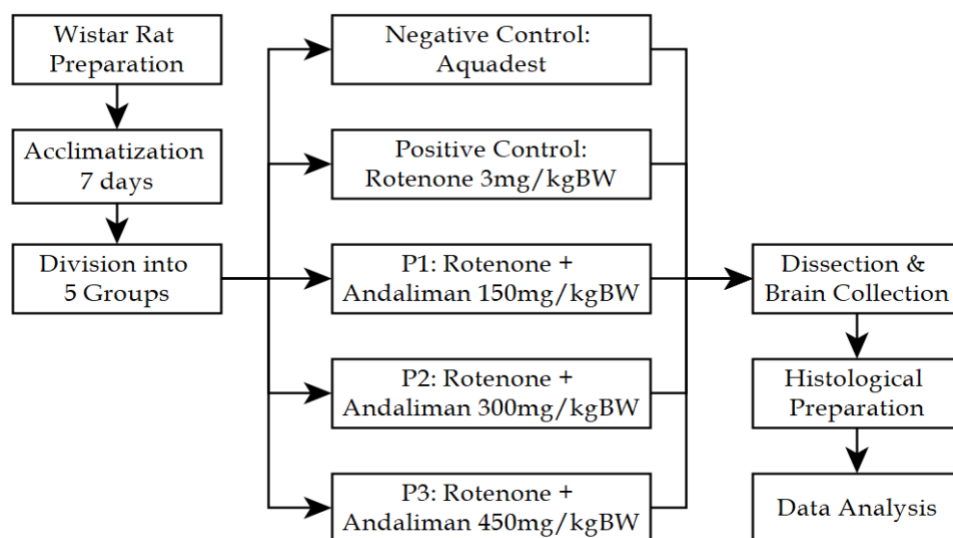 Wistar Rat
Preparation
Acclimatization
7 days
Division into
5 Groups
Negative Control:
Aquadest
Positive Control:
Rotenone 3mg/kgBW
P1: Rotenone +
Andaliman 150mg/kgBW
P2: Rotenone +
Andaliman 300mg/kgBW
P3: Rotenone +
Andaliman 450mg/kgBW
Dissection &
Brain Collection
Histological
Preparation
Data Analysis